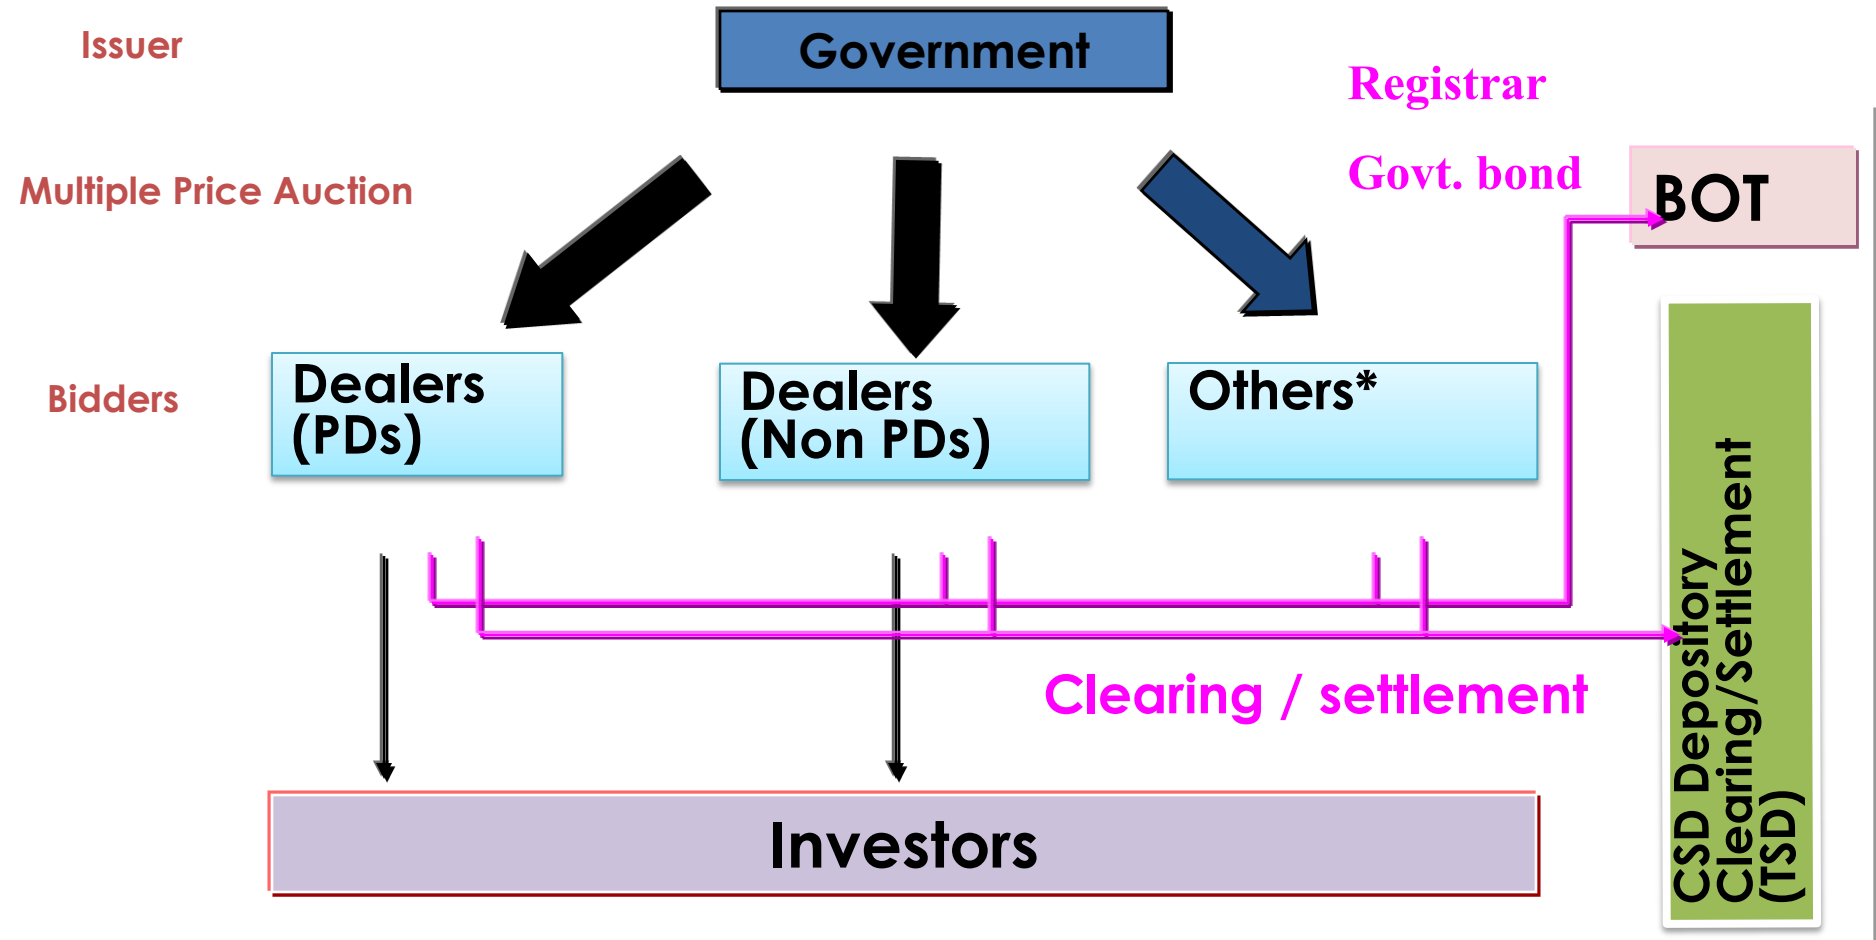 Issuer
Government
Registrar
Govt. bond
Multiple Price Auction
BOT
Bidders
Dealers
(PDs)
Dealers
(Non PDs)
Others*
Clearing / settlement
CSD Depository
Clearing/Settlement
(TSD)
Investors